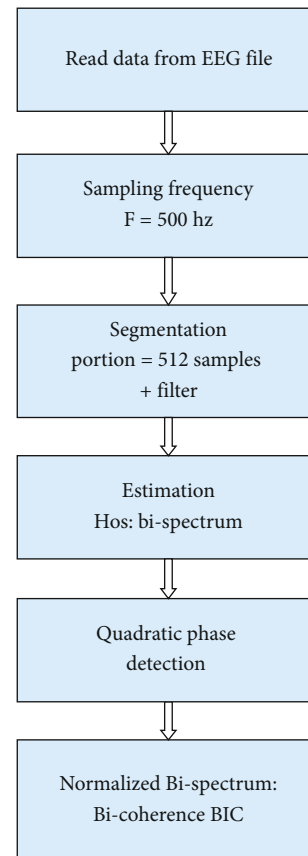 Read data from EEG file
Sampling frequency
F = 500 hz
Segmentation
portion = 512 samples
+ filter
Estimation
Hos: bi-spectrum
Quadratic phase
detection
Normalized Bi-spectrum:
Bi-coherence BIC